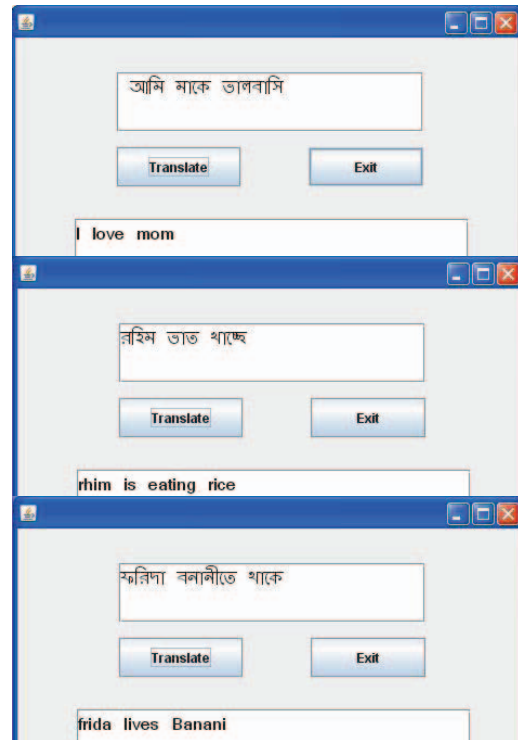 আমি মাকে ভালবাসি
Translate Exit
I love mom
রহিম ভাত খাচ্ছে
Translate Exit
rhim is eating rice
ফরিদা বনানীতে থাকে
Translate Exit
frida lives Banani